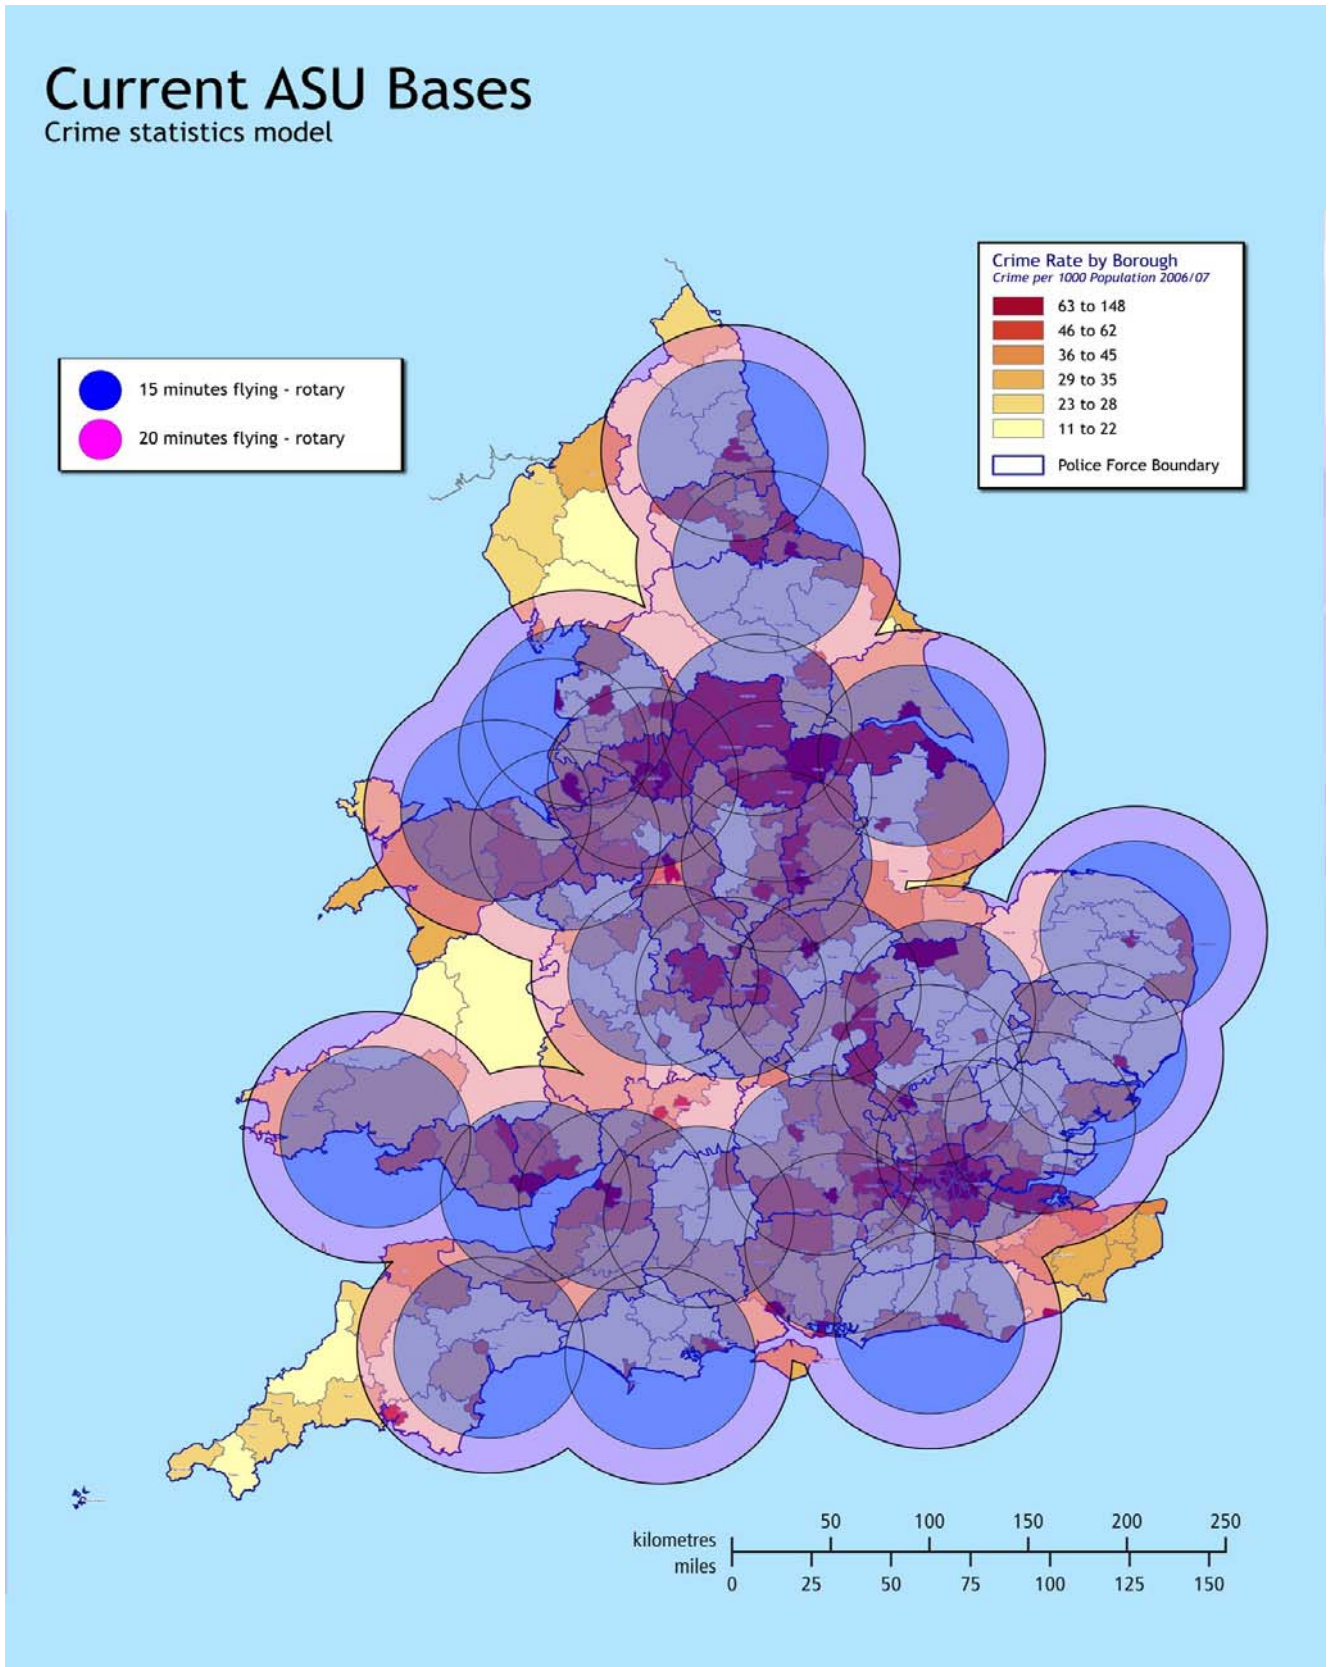 Current ASU Bases
Crime statistics model
Crime Rate by Borough
Crime per 1000 Population 2006/07
63 to 148
46 to 62
36 to 45
29 to 35
23 to 28
11 to 22
Police Force Boundary
15 minutes flying - rotary
20 minutes flying - rotary
50 100 150 200 250
kilometres
miles
0 25 50 75 100 125 150